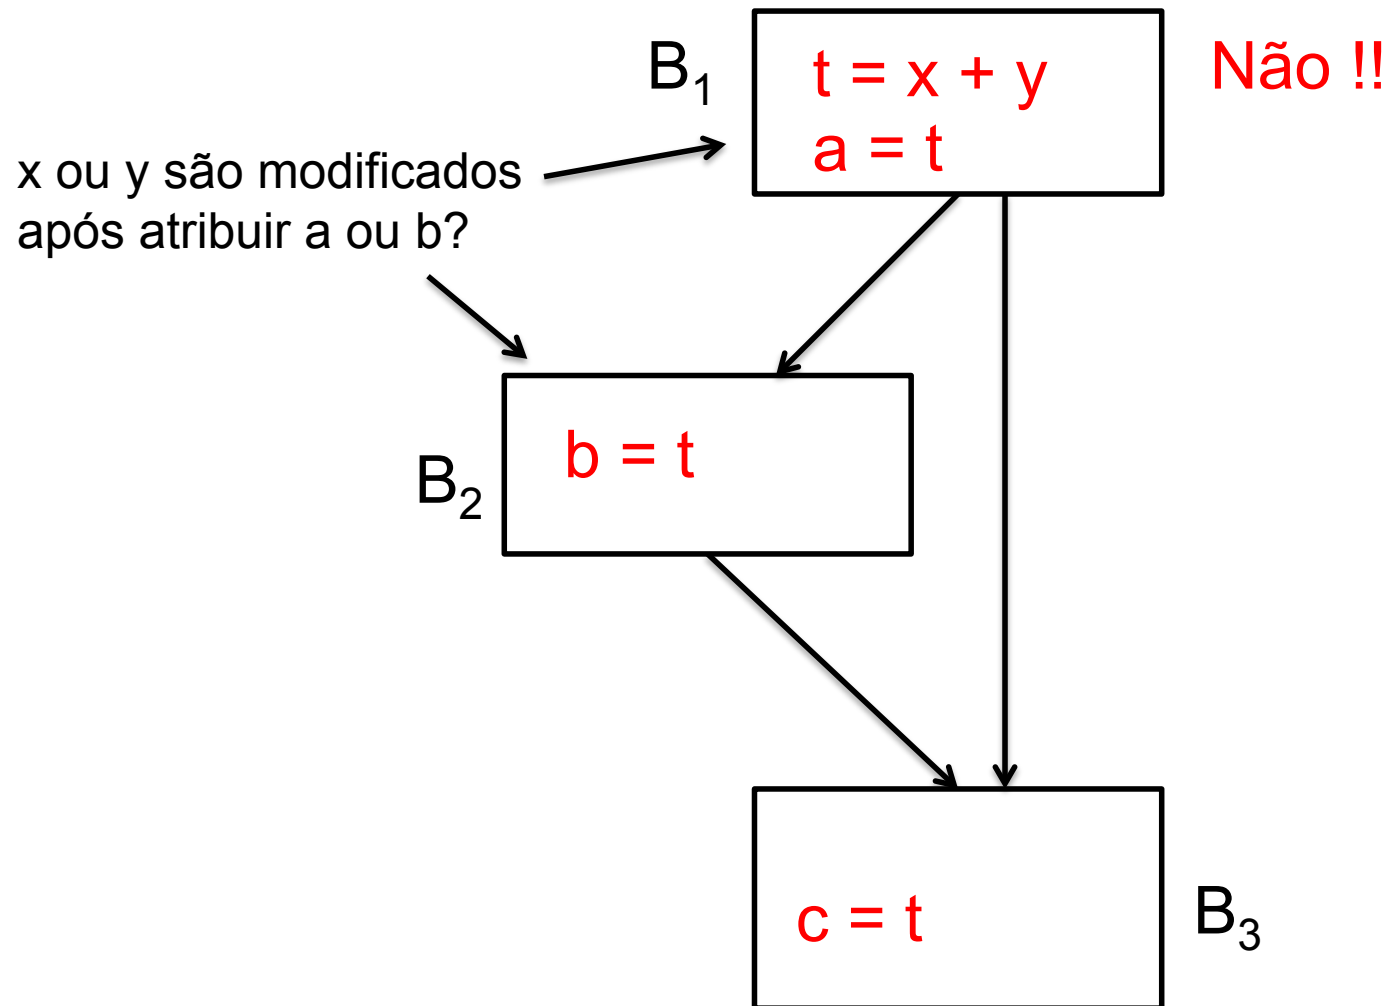 B₁
t = x + y
a = t
Não !!
x ou y são modificados
após atribuir a ou b?
B₂
b = t
c = t
B₃